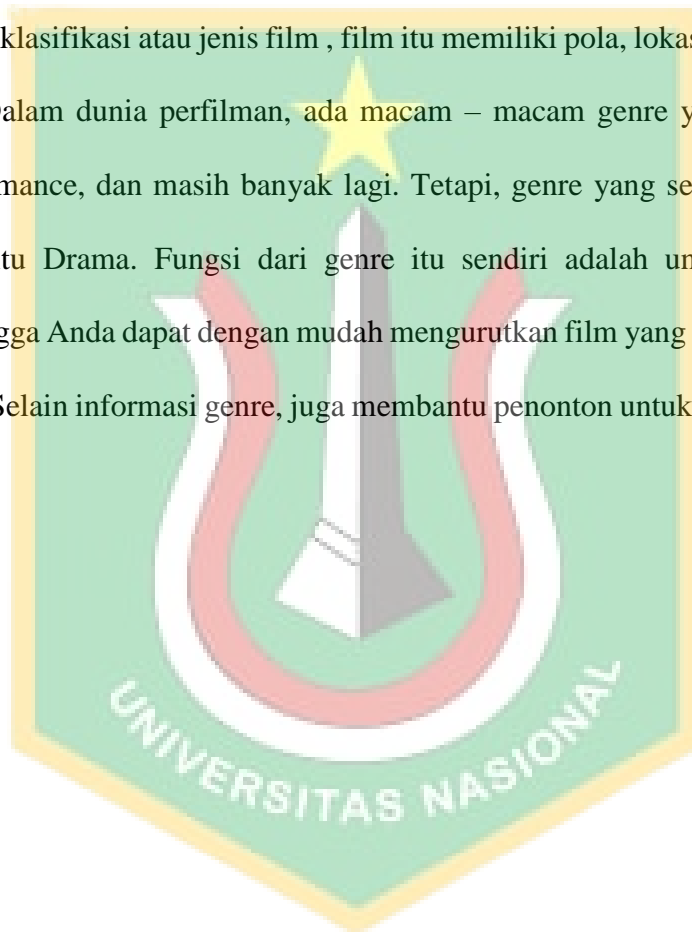 klasifikasi atau jenis film , film itu memiliki pola, lokas
Dalam dunia perfilman, ada macam – macam genre y
mance, dan masih banyak lagi. Tetapi, genre yang se
tu Drama. Fungsi dari genre itu sendiri adalah un
gga Anda dapat dengan mudah mengurutkan film yang
Selain informasi genre, juga membantu penonton untuk
UNIVERSITAS NASIONAL